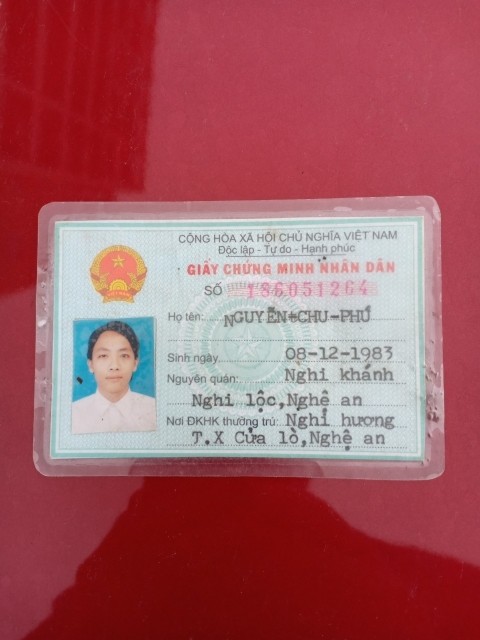 CỘNG HÒA XÃ HỘI CHỦ NGHĨA VIỆT NAM
Độc lập - Tự do - Hạnh phúc
GIẤY CHỨNG MINH NHÂN DÂN
SỐ 186051264
Họ tên: NGUYỄN-CHU-PHÚ
Sinh ngày 08-12-1983
Nguyên quán: Nghi khánh
Nghi lộc,Nghệ an
Nơi ĐKHK thường trú: Nghi hương
T.X Cửa lò,Nghệ an